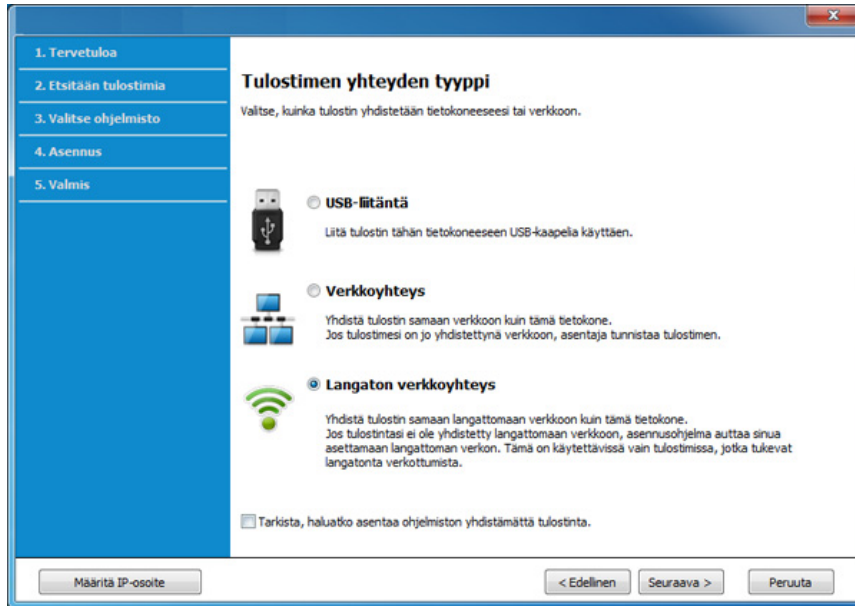 1. Tervetuloa
2. Etsitään tulostimia
3. Valitse ohjelmisto
4. Asennus
5. Valmis
Tulostimen yhteyden tyyppi
Valitse, kuinka tulostin yhdistetään tietokoneeseesi tai verkkoon.
USB-liitäntä
Liitä tulostin tähän tietokoneeseen USB-kaapelia käyttäen.
Verkkoyhteys
Yhdistä tulostin samaan verkkoon kuin tämä tietokone.
Jos tulostimesi on jo yhdistettynä verkkoon, asentaja tunnistaa tulostimen.
Langaton verkkoyhteys
Yhdistä tulostin samaan langattomaan verkkoon kuin tämä tietokone.
Jos tulostintasi ei ole yhdistetty langattomaan verkkoon, asennusohjelma auttaa sinua
asettamaan langattoman verkon. Tämä on käytettävissä vain tulostimissa, jotka tukevat
langatonta verkottumista.
Tarkista, haluatko asentaa ohjelmiston yhdistämättä tulostinta.
Määritä IP-osoite
< Edellinen
Seuraava >
Peruuta